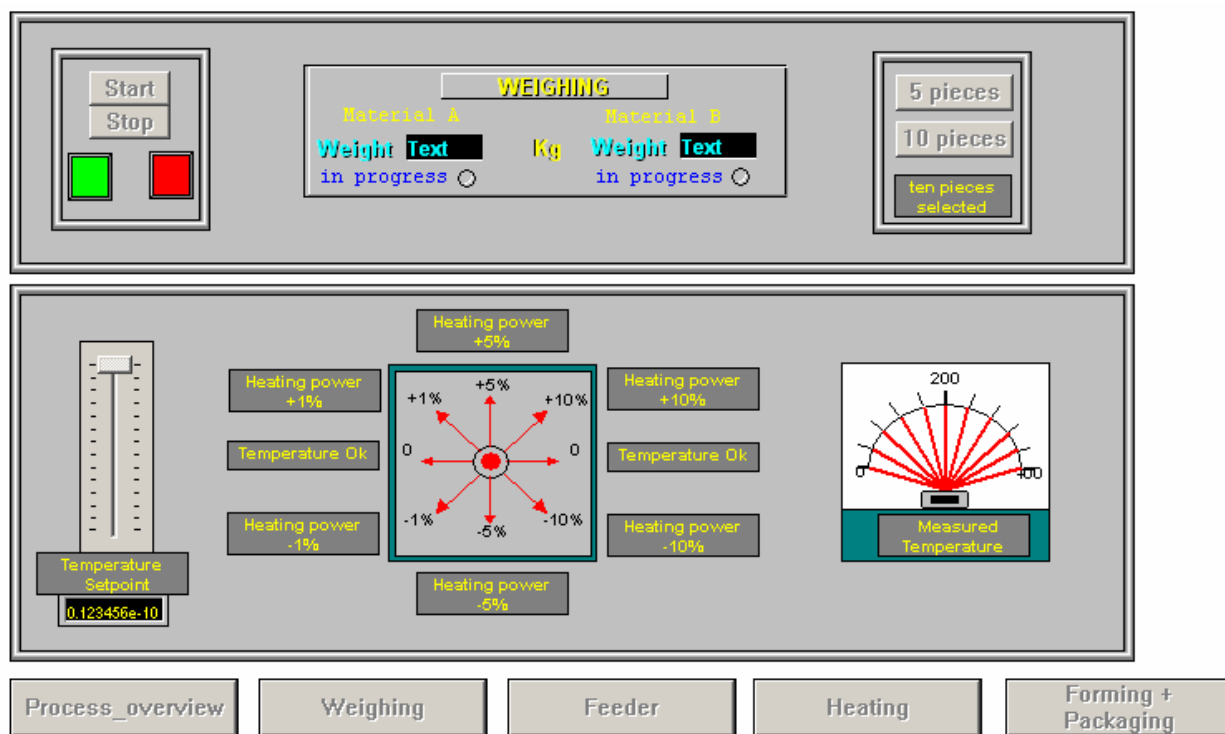 Start
Stop
WEIGHING
Material A
Material B
Weight Text
Kg
Weight Text
in progress
in progress
5 pieces
10 pieces
ten pieces
selected
Temperature
Setpoint
0.123456e-10
Heating power
+5%
Heating power
+1%
Temperature Ok
Heating power
-1%
+5%
+1%
+10%
0
0
-1%
-10%
-5%
Heating power
+10%
Temperature Ok
Heating power
-10%
Heating power
-5%
200
0
400
Measured
Temperature
Process_overview
Weighing
Feeder
Heating
Forming +
Packaging